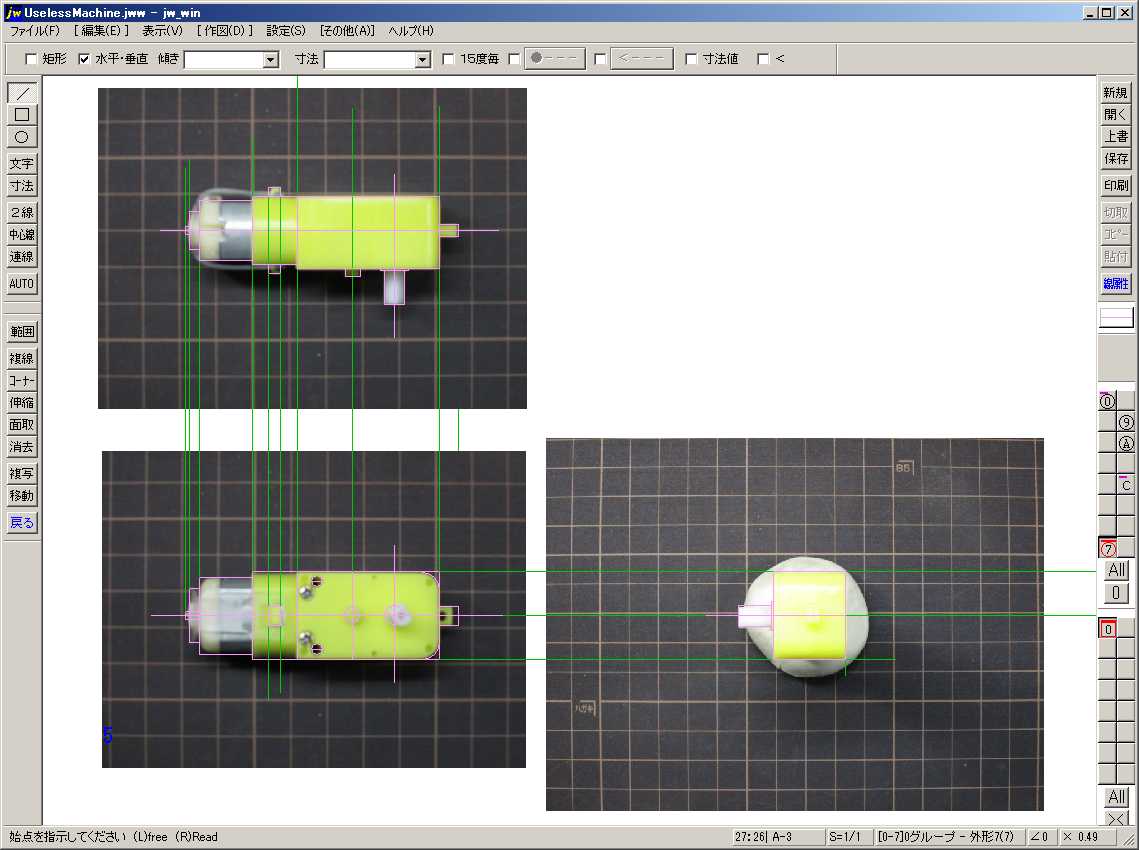 UselessMachine.jww - jw_win
ファイル(F) [編集(E)] 表示(V) [作図(D)] 設定(S) [その他(A)] ヘルプ(H)
矩形 水平・垂直 傾き 寸法 15度毎 ●--- <--- 寸法値 <
／
□
○
文字
寸法
２線
中心線
連線
AUTO
範囲
複線
コーナー
伸縮
面取
消去
複写
移動
戻る
B5
ハガキ
5
新規
開く
上書
保存
印刷
切取
コピー
貼付
線属性
0
9
A
C
7
All
0
0
All
始点を指示してください (L)free (R)Read
27:26| A-3 S=1/1 [0-7]0グループ - 外形7(7) ∠0 × 0.49